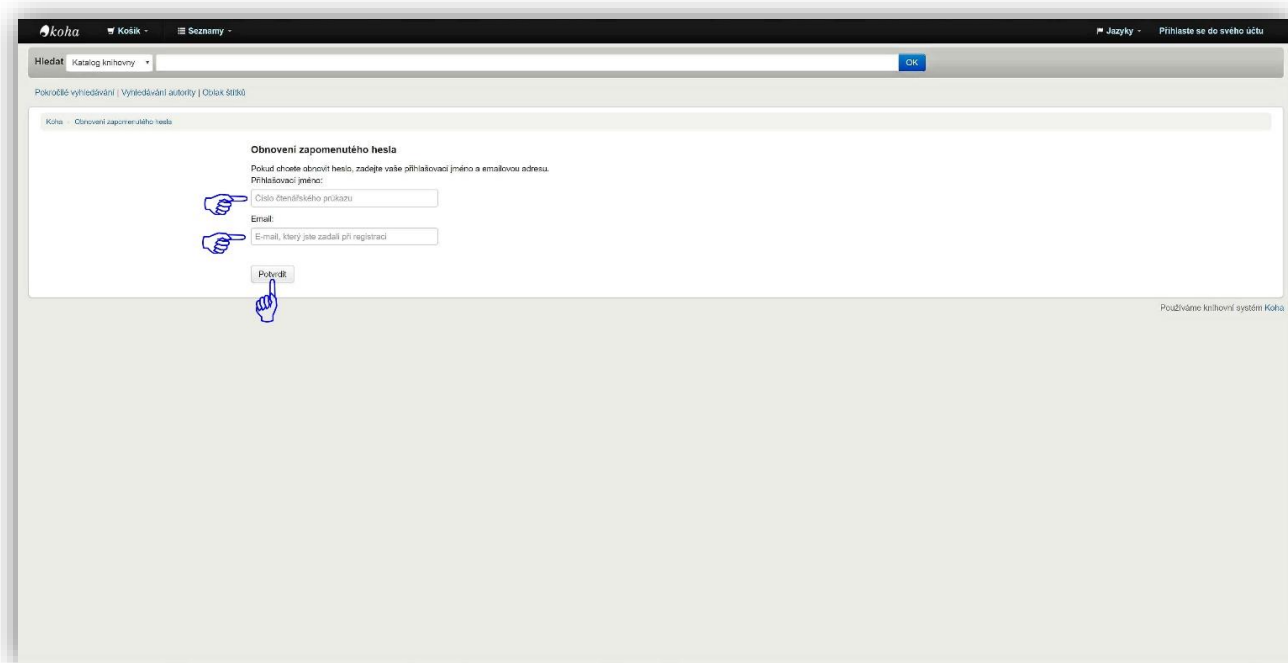 koha Košík Seznamy Jazyky Přihlaste se do svého účtu
Hledat Katalog knihovny OK
Pokročilé vyhledávání | Vyhledávání autority | Oblak štítků
Koha › Obnovení zapomenutého hesla
Obnovení zapomenutého hesla
Pokud chcete obnovit heslo, zadejte vaše přihlašovací jméno a emailovou adresu.
Přihlašovací jméno:
Číslo čtenářského průkazu
Email:
E-mail, který jste zadali při registraci
Potvrdit
Používáme knihovní systém Koha